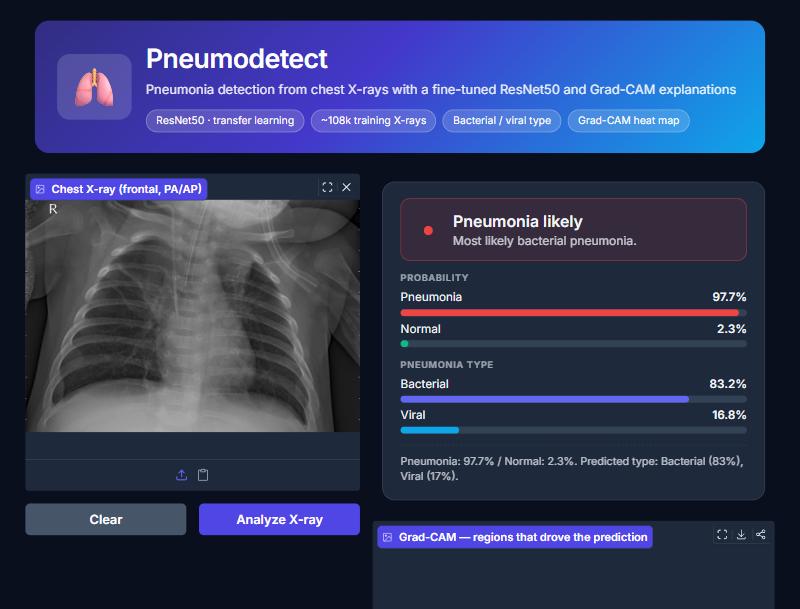 Pneumodetect
Pneumonia detection from chest X-rays with a fine-tuned ResNet50 and Grad-CAM explanations
ResNet50 · transfer learning
~108k training X-rays
Bacterial / viral type
Grad-CAM heat map
Chest X-ray (frontal, PA/AP)
R
Clear
Analyze X-ray
Pneumonia likely
Most likely bacterial pneumonia.
PROBABILITY
Pneumonia 97.7%
Normal 2.3%
PNEUMONIA TYPE
Bacterial 83.2%
Viral 16.8%
Pneumonia: 97.7% / Normal: 2.3%. Predicted type: Bacterial (83%),
Viral (17%).
Grad-CAM — regions that drove the prediction